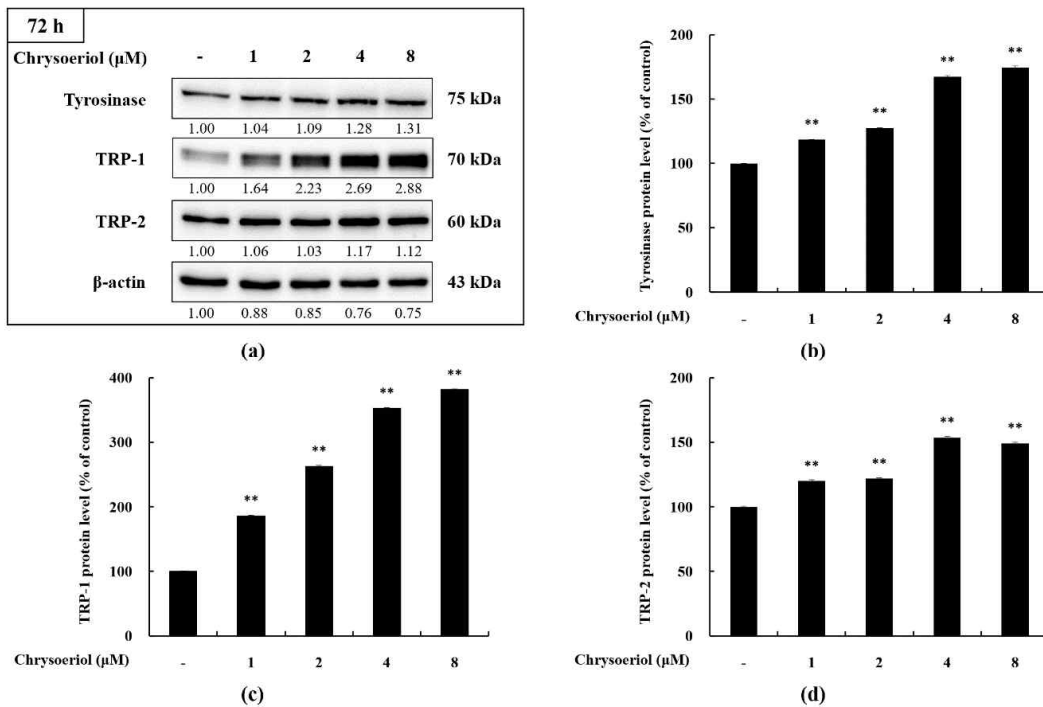 72 h
Chrysoeriol (μM) - 1 2 4 8
Tyrosinase 75 kDa
1.00 1.04 1.09 1.28 1.31
TRP-1 70 kDa
1.00 1.64 2.23 2.69 2.88
TRP-2 60 kDa
1.00 1.06 1.03 1.17 1.12
β-actin 43 kDa
1.00 0.88 0.85 0.76 0.75
(a)
Tyrosinase protein level (% of control)
200
150
100
50
0
** ** ** **
Chrysoeriol (μM) - 1 2 4 8
(b)
TRP-1 protein level (% of control)
400
300
200
100
0
** ** ** **
Chrysoeriol (μM) - 1 2 4 8
(c)
TRP-2 protein level (% of control)
200
150
100
50
0
** ** ** **
Chrysoeriol (μM) - 1 2 4 8
(d)